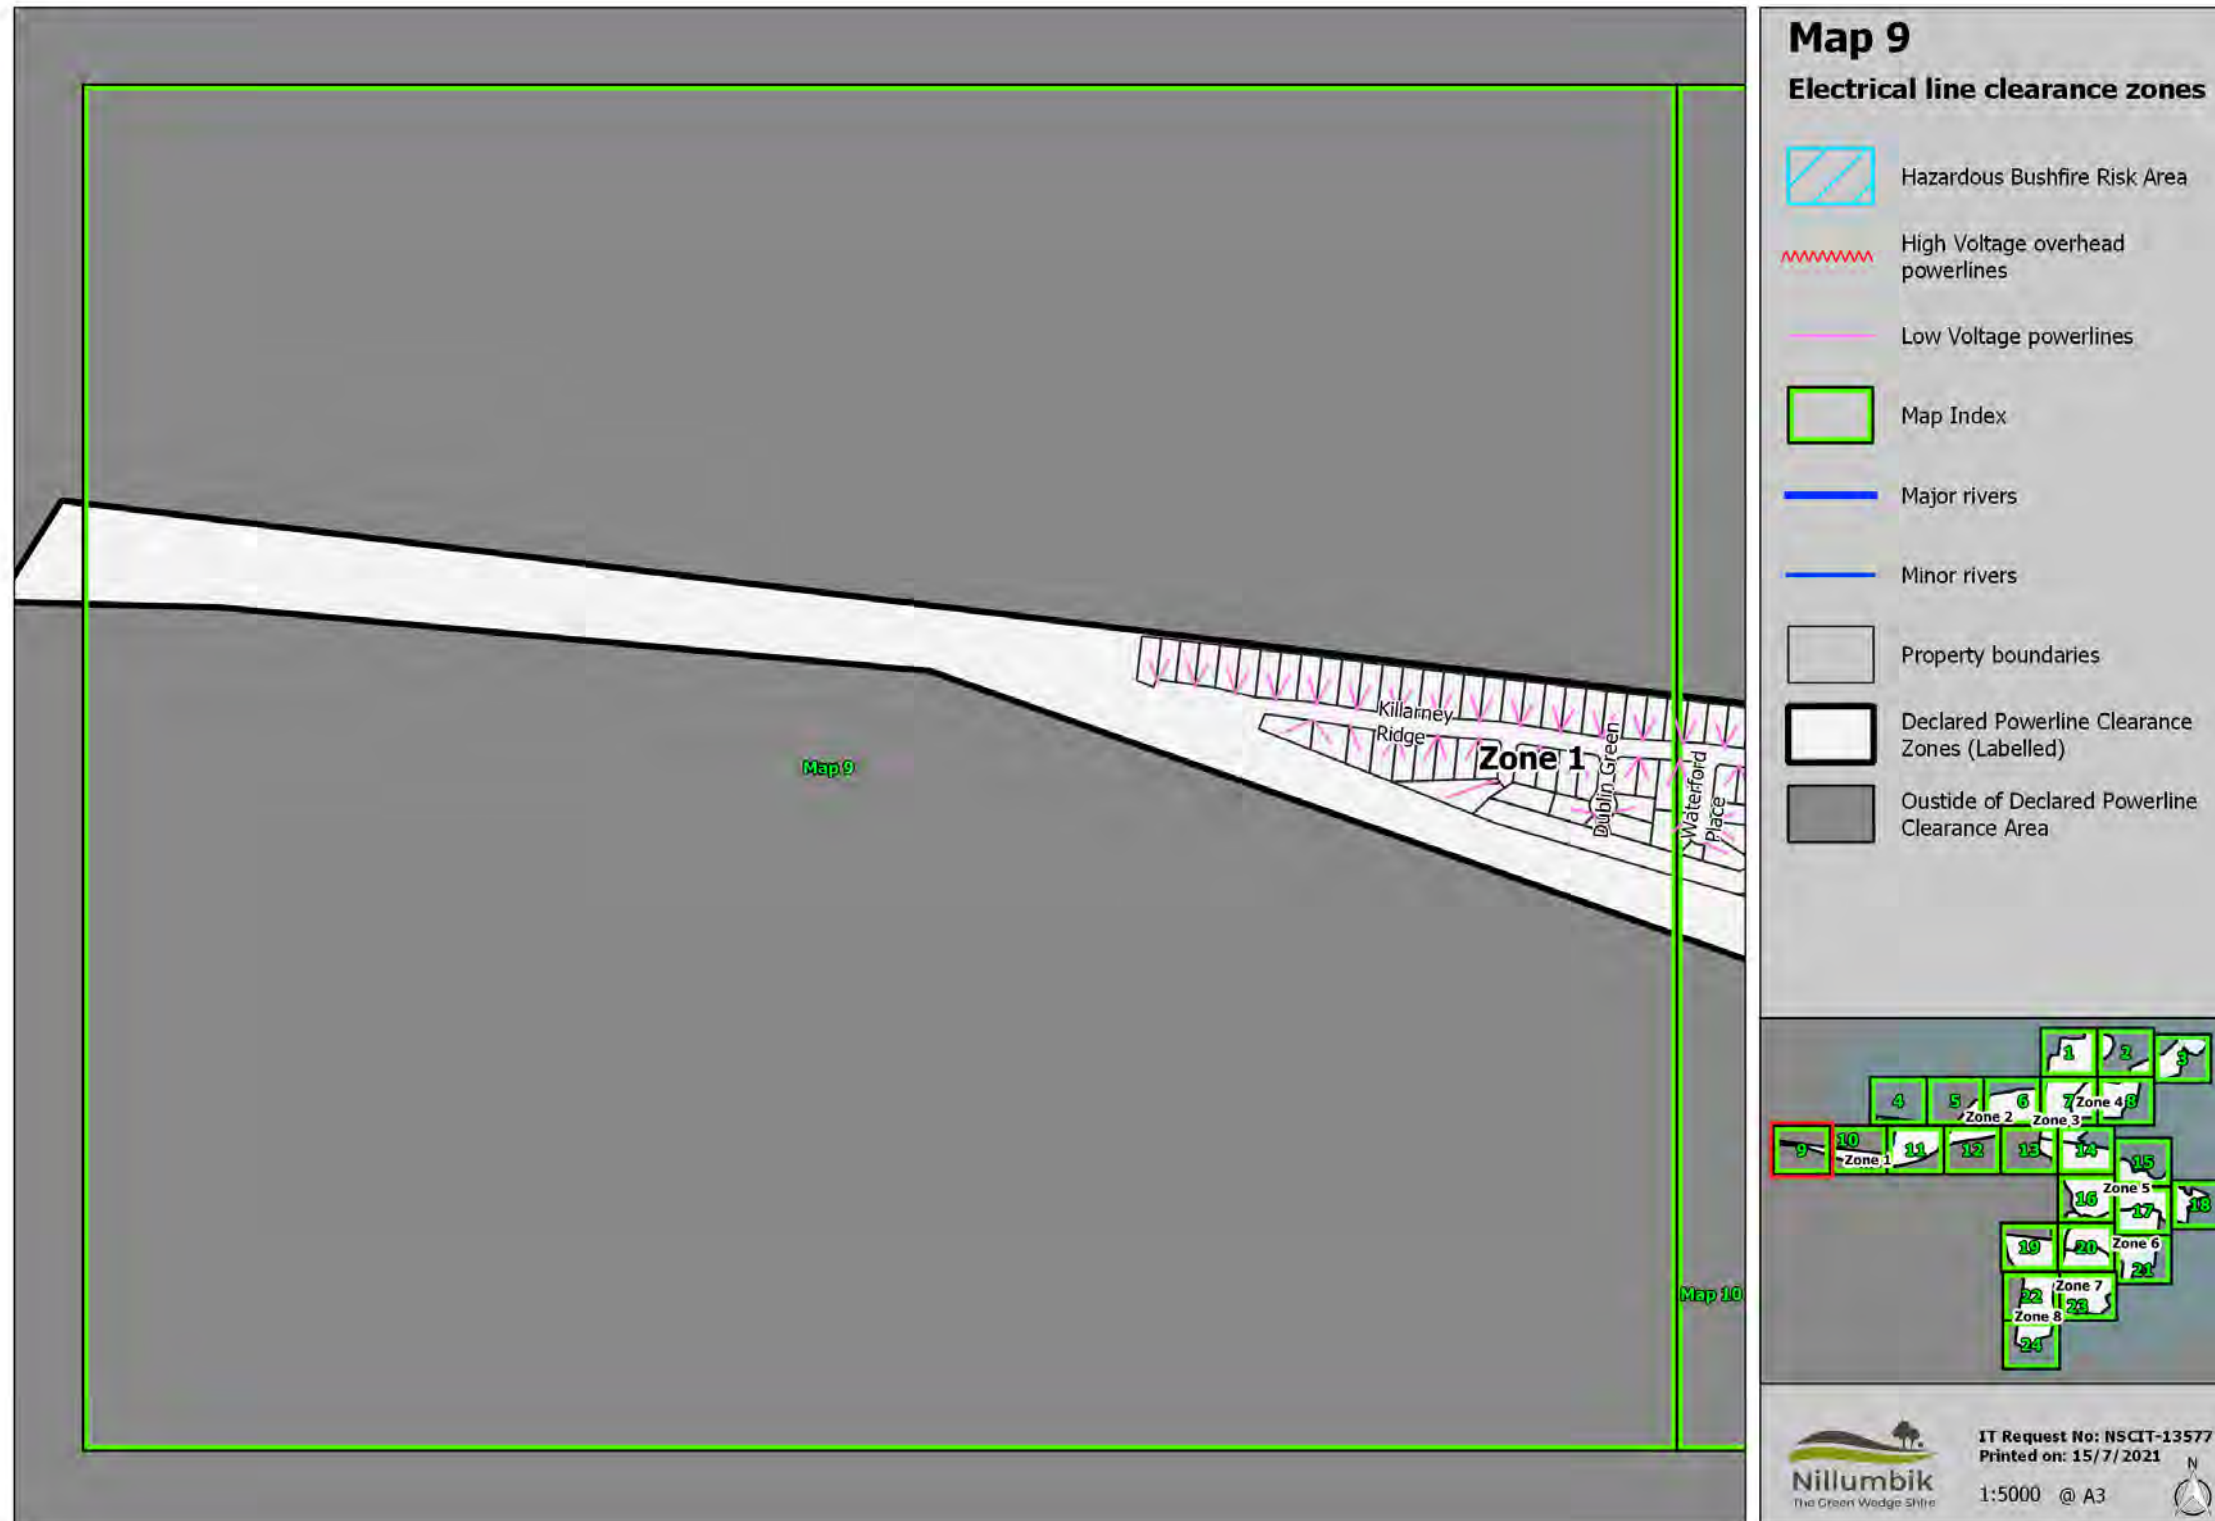 Map 9
Electrical line clearance zones
Hazardous Bushfire Risk Area
High Voltage overhead
powerlines
Low Voltage powerlines
Map Index
Major rivers
Minor rivers
Property boundaries
Declared Powerline Clearance
Zones (Labelled)
Oustide of Declared Powerline
Clearance Area
Killarney
Ridge
Zone 1
Dublin Green
Waterford
Place
Map 9
Map 10
1
2
3
4
5
6
7
Zone 4
8
Zone 2
Zone 3
9
10
Zone 1
11
12
13
14
15
16
Zone 5
17
18
19
20
Zone 6
21
22
Zone 7
23
Zone 8
24
Nillumbik
The Green Wedge Shire
IT Request No: NSCIT-13577
Printed on: 15/7/2021
1:5000 @ A3
N